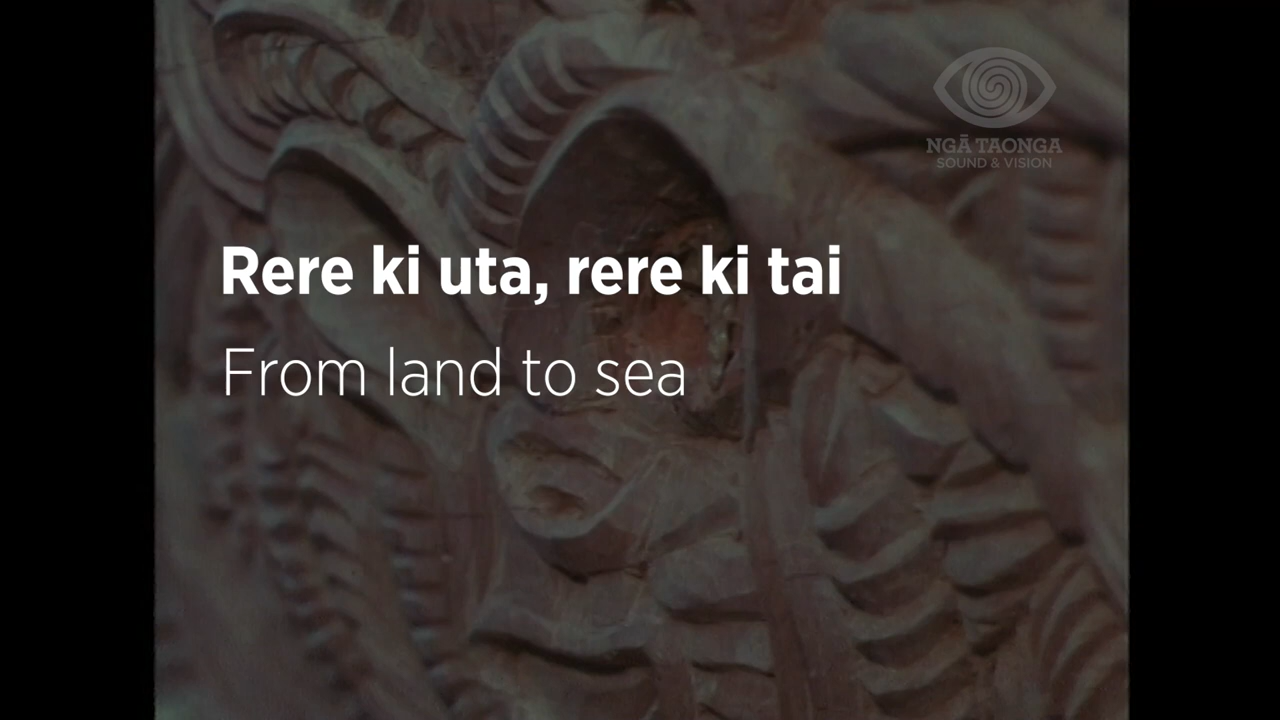 NGĀ TAONGA
SOUND & VISION
Rere ki uta, rere ki tai
From land to sea